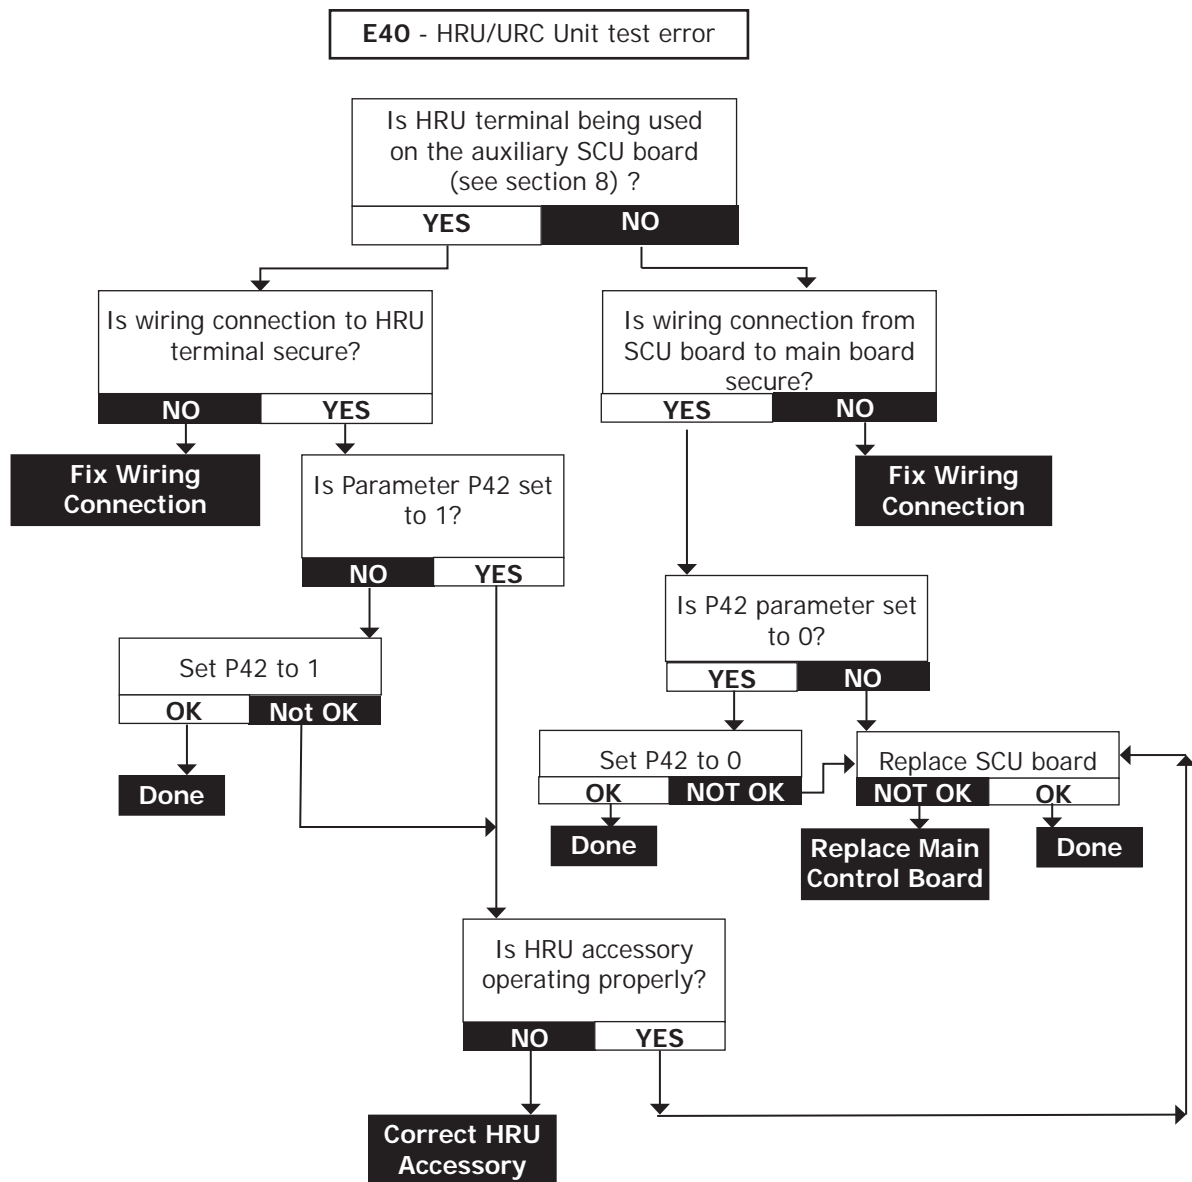 E40 - HRU/URC Unit test error
Is HRU terminal being used
on the auxiliary SCU board
(see section 8) ?
YES NO
Is wiring connection to HRU
terminal secure?
NO YES
Is wiring connection from
SCU board to main board
secure?
YES NO
Fix Wiring
Connection
Is Parameter P42 set
to 1?
NO YES
Fix Wiring
Connection
Set P42 to 1
OK Not OK
Done
Is P42 parameter set
to 0?
YES NO
Set P42 to 0
OK NOT OK
Done
Replace SCU board
NOT OK OK
Replace Main
Control Board
Done
Is HRU accessory
operating properly?
NO YES
Correct HRU
Accessory